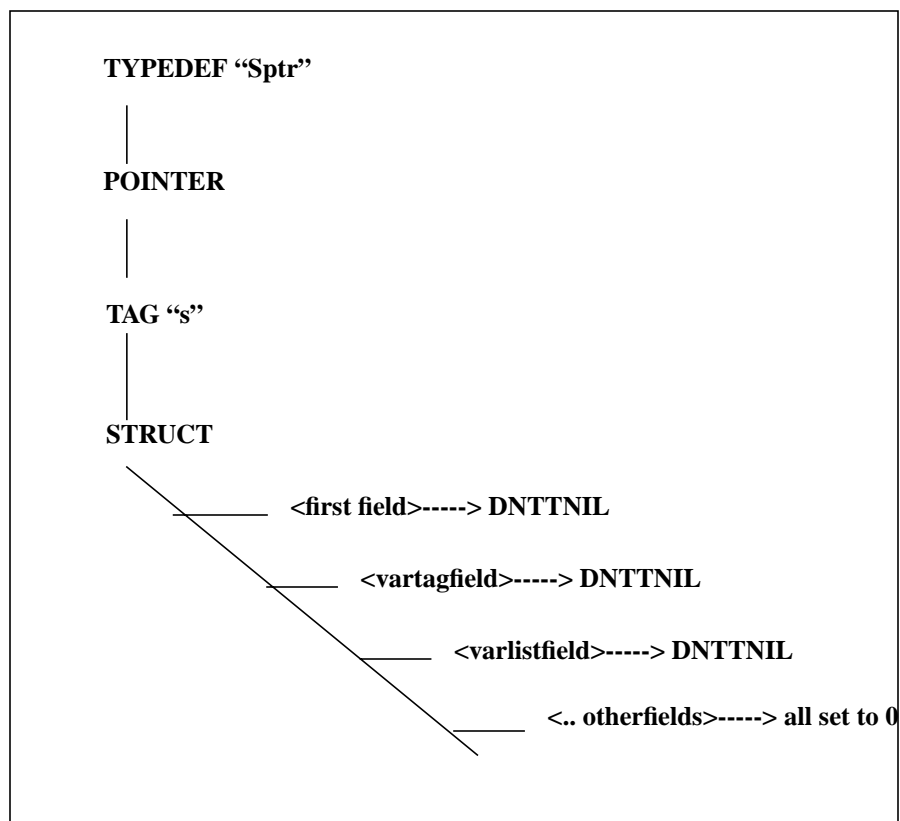 TYPEDEF “Sptr”
POINTER
TAG “s”
STRUCT
<first field>-----> DNTTNIL
<vartagfield>-----> DNTTNIL
<varlistfield>-----> DNTTNIL
<.. otherfields>-----> all set to 0